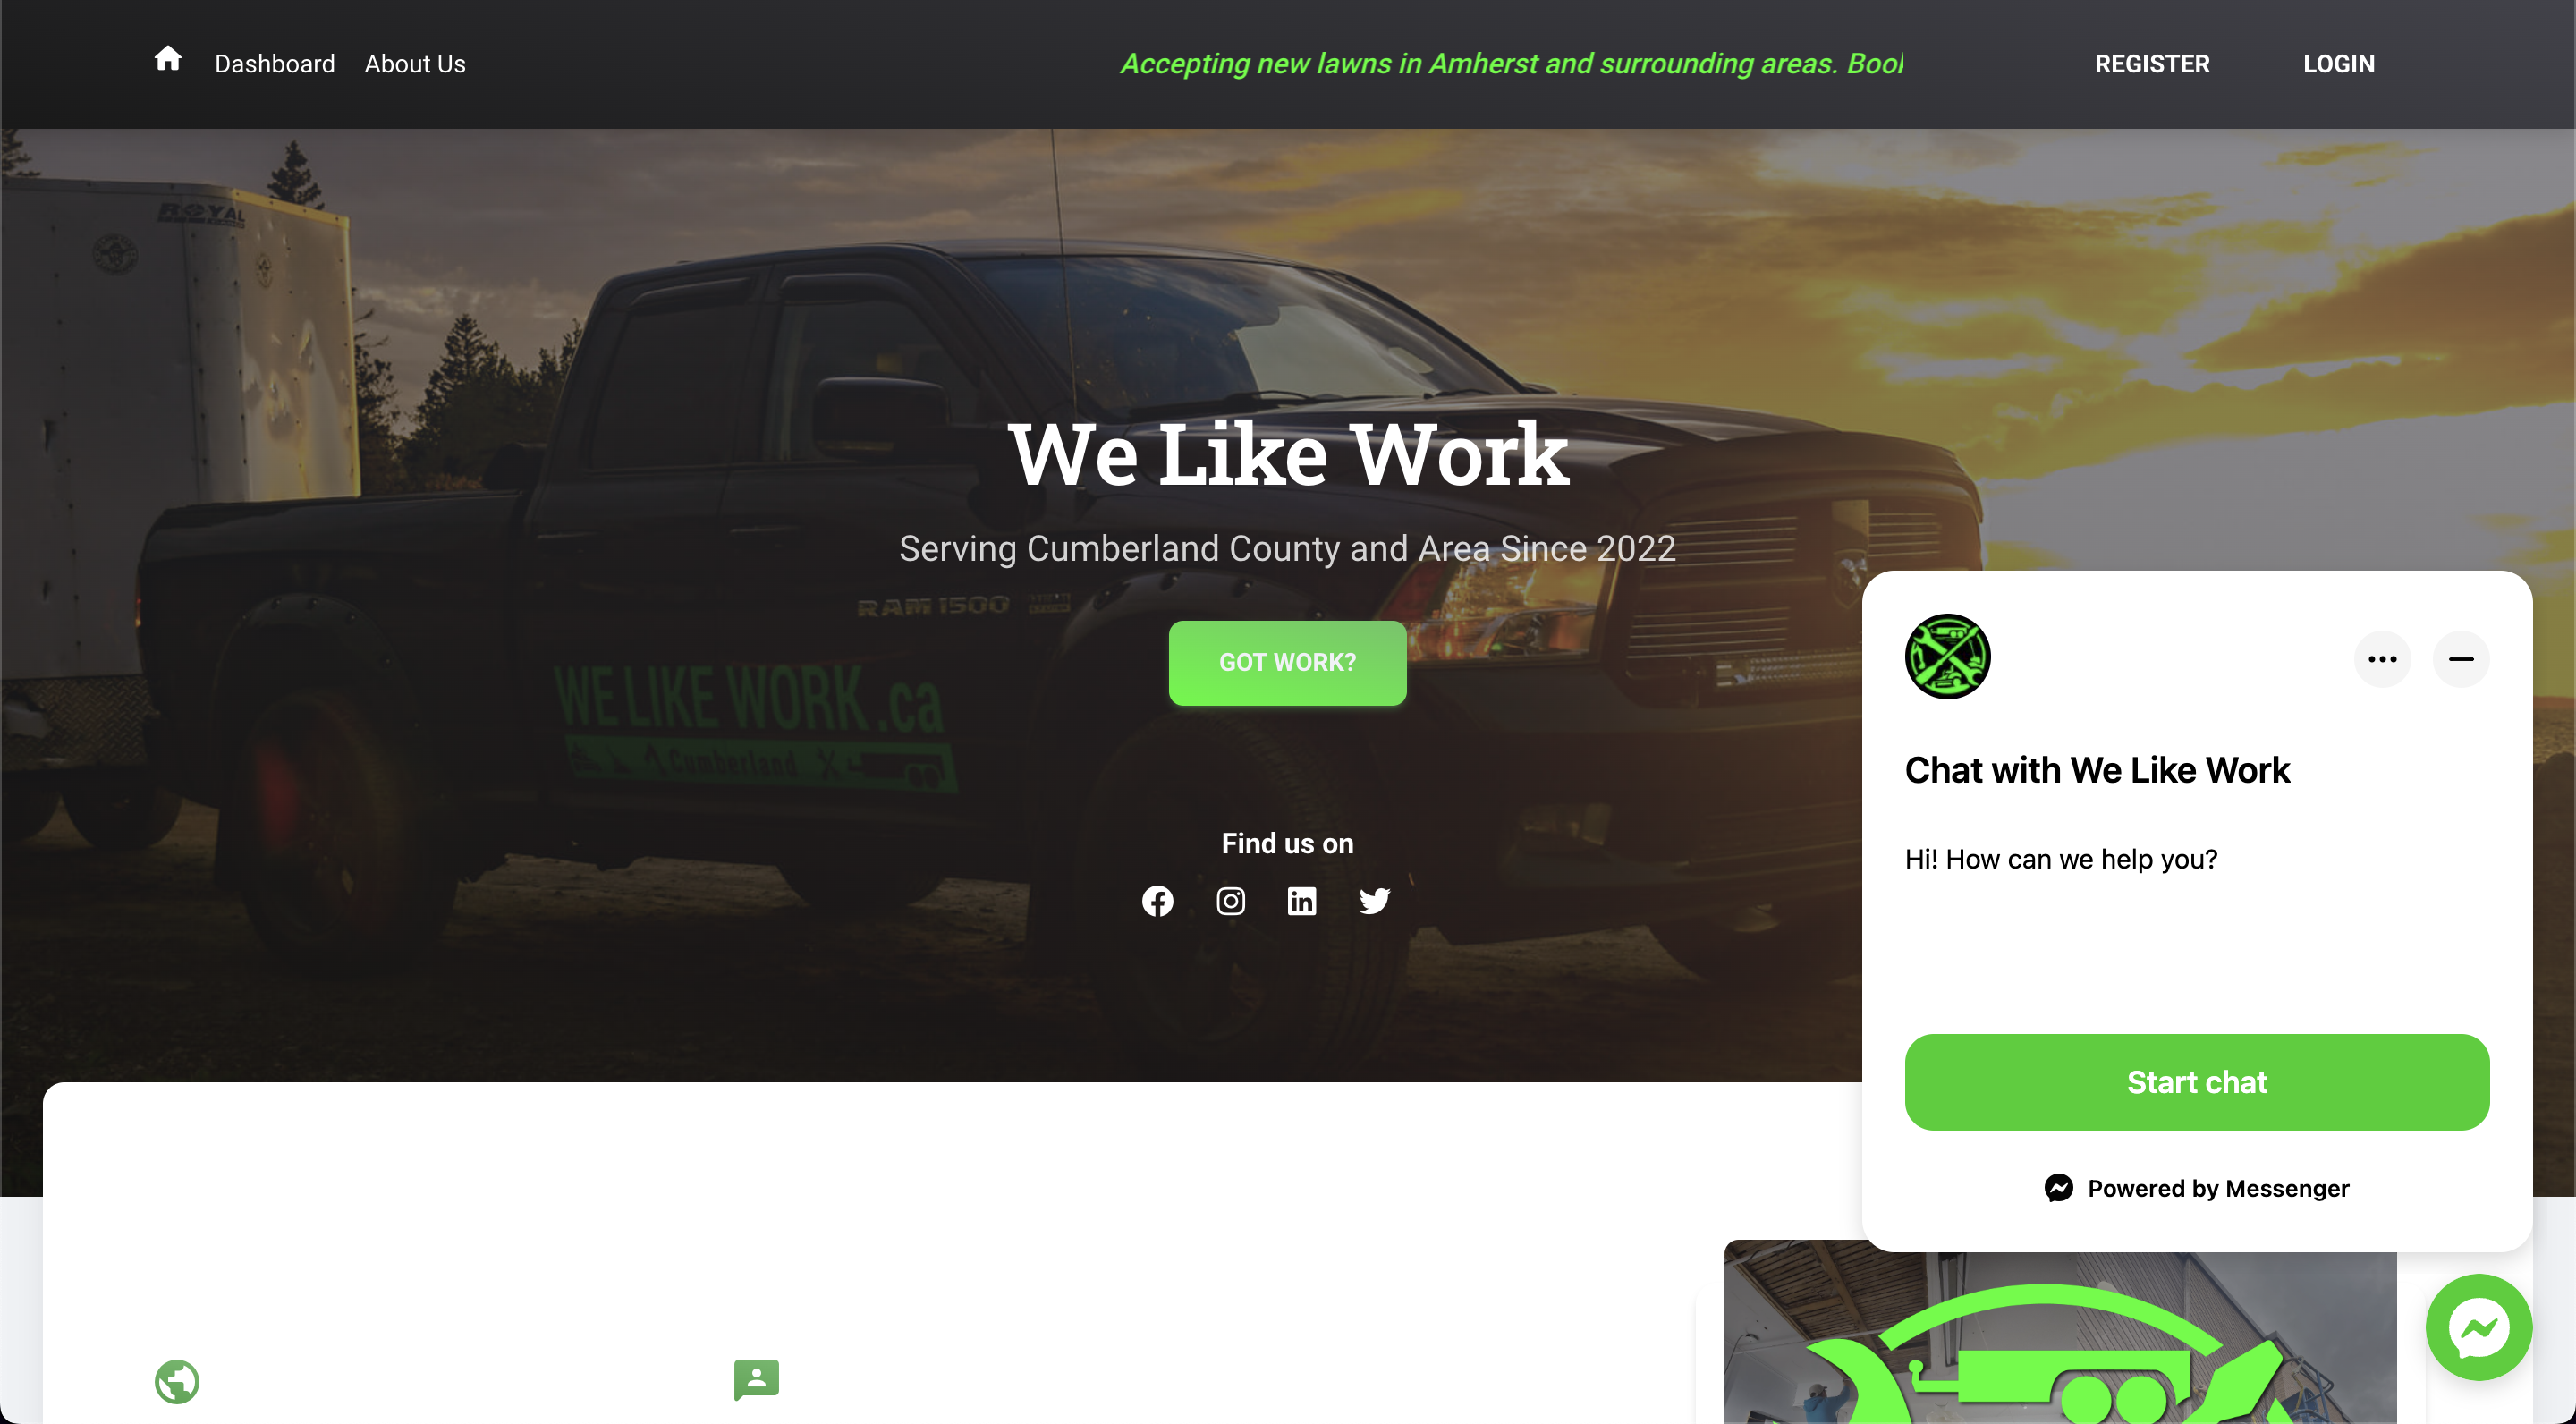 Dashboard
About Us
Accepting new lawns in Amherst and surrounding areas.
REGISTER
LOGIN
ROYAL
We Like Work
Serving Cumberland County and Area Since 2022
RAM 1500
GOT WORK?
WE LIKE WORK.ca
Cumberland
Find us on
Chat with We Like Work
Hi! How can we help you?
Start chat
Powered by Messenger